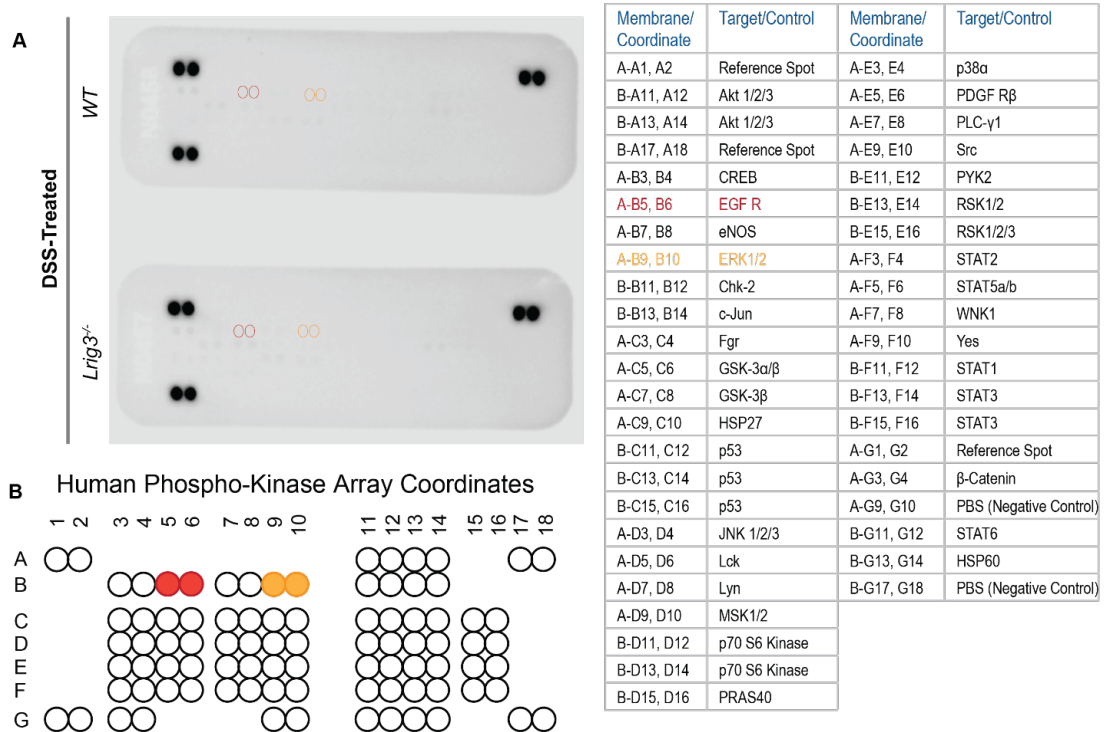 A
DSS-Treated
WT
Lrig3-/-
B
Human Phospho-Kinase Array Coordinates
1 2 3 4 5 6 7 8 9 10 11 12 13 14 15 16 17 18
A
B
C
D
E
F
G
Membrane/Coordinate Target/Control Membrane/Coordinate Target/Control
A-A1, A2 Reference Spot A-E3, E4 p38α
B-A11, A12 Akt 1/2/3 A-E5, E6 PDGF Rβ
B-A13, A14 Akt 1/2/3 A-E7, E8 PLC-γ1
B-A17, A18 Reference Spot A-E9, E10 Src
A-B3, B4 CREB B-E11, E12 PYK2
A-B5, B6 EGF R B-E13, E14 RSK1/2
A-B7, B8 eNOS B-E15, E16 RSK1/2/3
A-B9, B10 ERK1/2 A-F3, F4 STAT2
B-B11, B12 Chk-2 A-F5, F6 STAT5a/b
B-B13, B14 c-Jun A-F7, F8 WNK1
A-C3, C4 Fgr A-F9, F10 Yes
A-C5, C6 GSK-3α/β B-F11, F12 STAT1
A-C7, C8 GSK-3β B-F13, F14 STAT3
A-C9, C10 HSP27 B-F15, F16 STAT3
B-C11, C12 p53 A-G1, G2 Reference Spot
B-C13, C14 p53 A-G3, G4 β-Catenin
B-C15, C16 p53 A-G9, G10 PBS (Negative Control)
A-D3, D4 JNK 1/2/3 B-G11, G12 STAT6
A-D5, D6 Lck B-G13, G14 HSP60
A-D7, D8 Lyn B-G17, G18 PBS (Negative Control)
A-D9, D10 MSK1/2
B-D11, D12 p70 S6 Kinase
B-D13, D14 p70 S6 Kinase
B-D15, D16 PRAS40